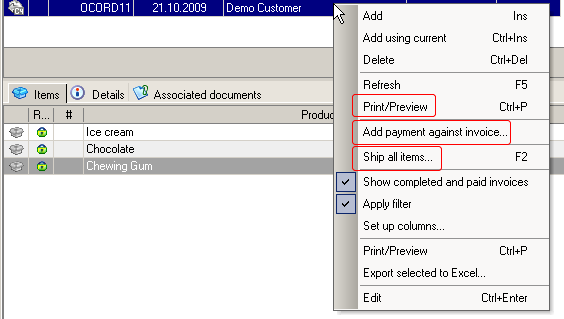 OCORD11 21.10.2009 Demo Customer
Add Ins
Add using current Ctrl+Ins
Delete Ctrl+Del
Refresh F5
Print/Preview Ctrl+P
Add payment against invoice...
Ship all items... F2
Show completed and paid invoices
Apply filter
Set up columns...
Print/Preview Ctrl+P
Export selected to Excel...
Edit Ctrl+Enter
Items Details Associated documents
R... # Produc
Ice cream
Chocolate
Chewing Gum